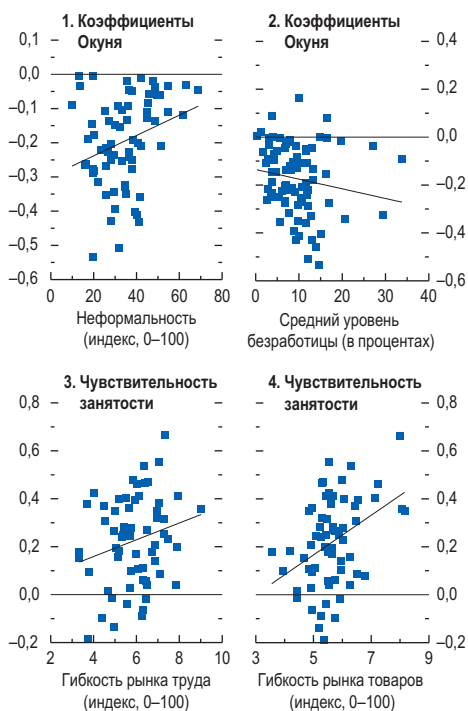 1. Коэффициенты
Окуня
0,1
0,0
–0,1
–0,2
–0,3
–0,4
–0,5
–0,6
0 20 40 60 80
Неформальность
(индекс, 0–100)
2. Коэффициенты
Окуня
0,4
0,2
0,0
–0,2
–0,4
–0,6
0 10 20 30 40
Средний уровень
безработицы (в процентах)
3. Чувствительность
занятости
0,8
0,6
0,4
0,2
0,0
–0,2
2 4 6 8 10
Гибкость рынка труда
(индекс, 0–100)
4. Чувствительность
занятости
0,8
0,6
0,4
0,2
0,0
–0,2
3 5 7 9
Гибкость рынка товаров
(индекс, 0–100)